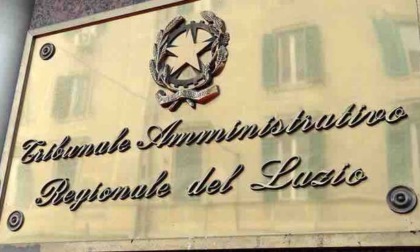 Tribunale Amministrativo
Regionale del Lazio